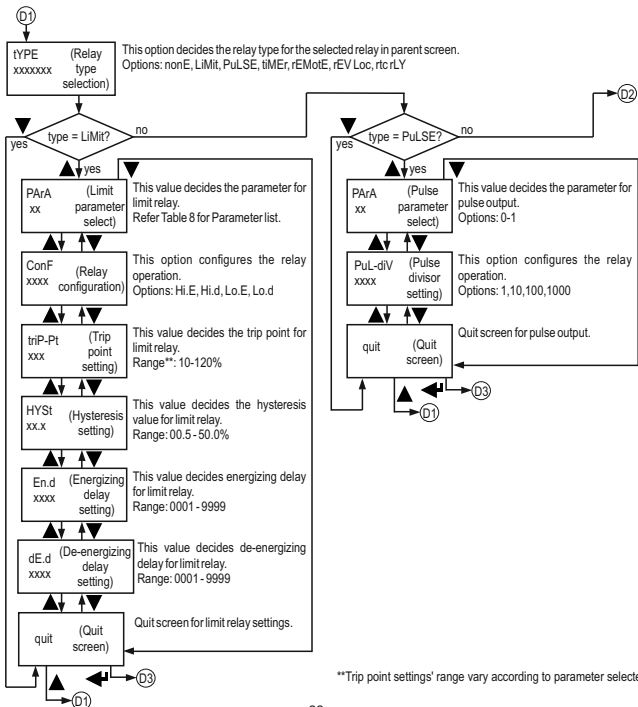 D1
tYPE (Relay
xxxxxxx type
selection)
This option decides the relay type for the selected relay in parent screen.
Options: nonE, LiMit, PuLSE, tiMEr, rEMotE, rEV Loc, rtc rLY
type = LiMit?
no
yes
yes
PArA (Limit
xx parameter
select)
This value decides the parameter for
limit relay.
Refer Table 8 for Parameter list.
ConF (Relay
xxxx configuration)
This option configures the relay
operation.
Options: Hi.E, Hi.d, Lo.E, Lo.d
triP-Pt (Trip
xxx point
setting)
This value decides the trip point for
limit relay.
Range**: 10-120%
HYSt (Hysteresis
xx.x setting)
This value decides the hysteresis
value for limit relay.
Range: 00.5 - 50.0%
En.d (Energizing
xxxx delay
setting)
This value decides energizing delay
for limit relay.
Range: 0001 - 9999
dE.d (De-energizing
xxxx delay
setting)
This value decides de-energizing
delay for limit relay.
Range: 0001 - 9999
quit (Quit
screen)
Quit screen for limit relay settings.
D3
D1
D2
type = PuLSE?
no
yes
yes
PArA (Pulse
xx parameter
select)
This value decides the parameter for
pulse output.
Options: 0-1
PuL-diV (Pulse
xxxx divisor
setting)
This option configures the relay
operation.
Options: 1,10,100,1000
quit (Quit
screen)
Quit screen for pulse output.
D3
D1
**Trip point settings' range vary according to parameter selecte